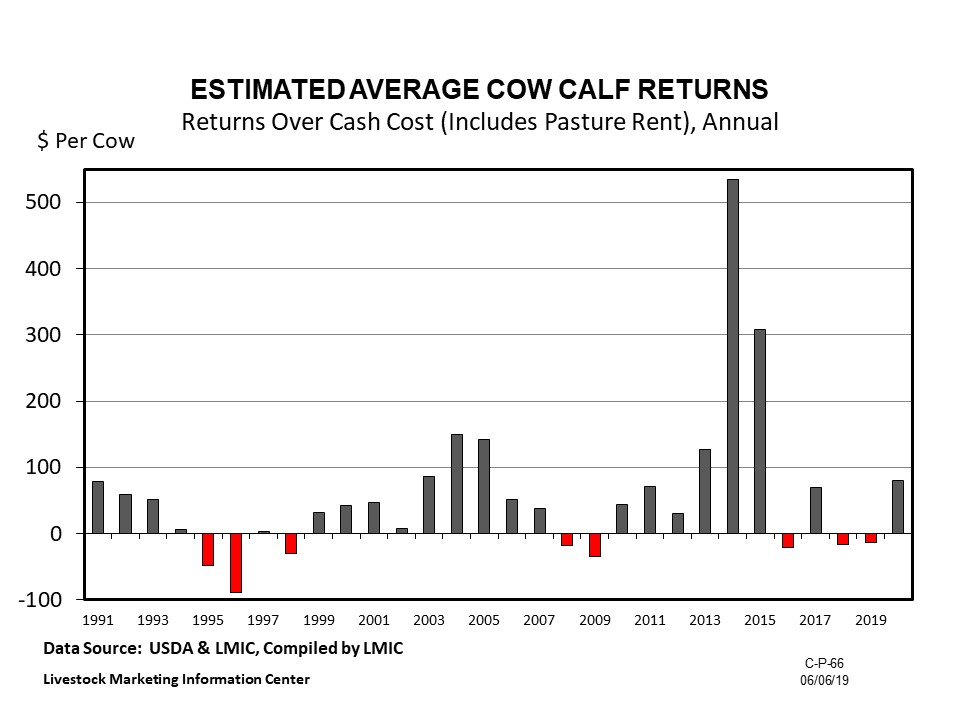 ESTIMATED AVERAGE COW CALF RETURNS
Returns Over Cash Cost (Includes Pasture Rent), Annual
$ Per Cow
500
400
300
200
100
0
-100
1991 1993 1995 1997 1999 2001 2003 2005 2007 2009 2011 2013 2015 2017 2019
Data Source: USDA & LMIC, Compiled by LMIC
C-P-66
Livestock Marketing Information Center
06/06/19